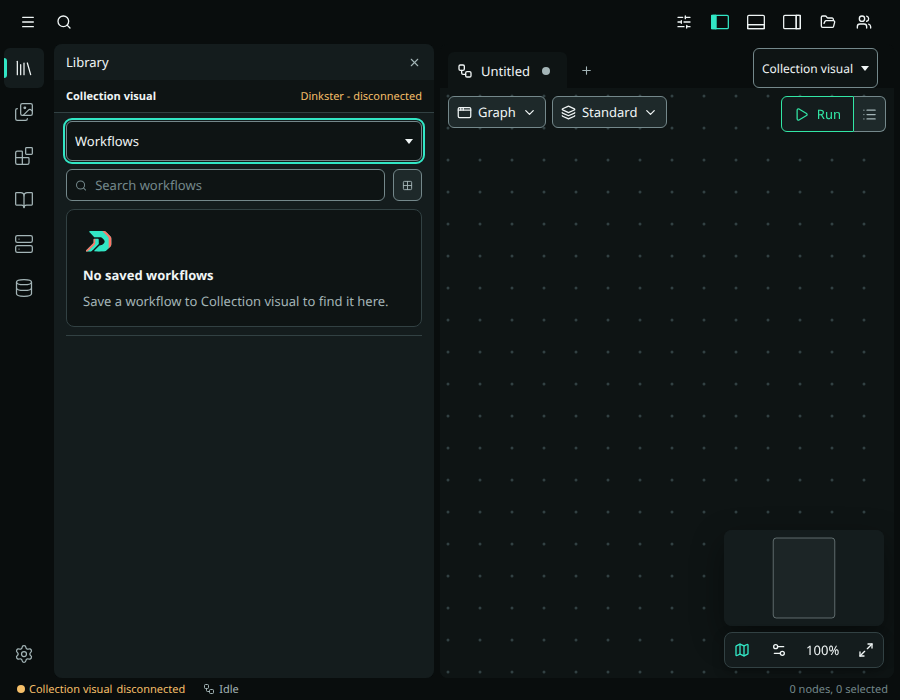 Library
Collection visual
Dinkster - disconnected
Workflows
Search workflows
No saved workflows
Save a workflow to Collection visual to find it here.
Untitled
Collection visual
Graph
Standard
Run
100%
Collection visual disconnected
Idle
0 nodes, 0 selected